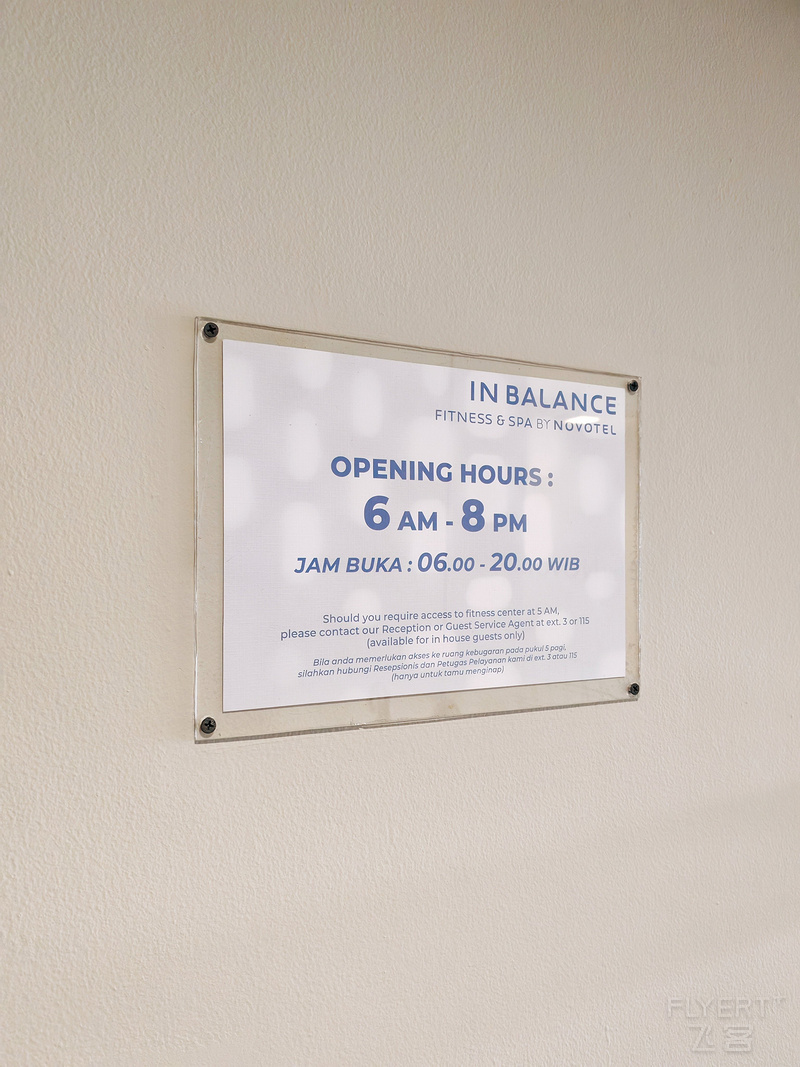 IN BALANCE
FITNESS & SPA BY NOVOTEL
OPENING HOURS :
6 AM - 8 PM
JAM BUKA : 06.00 - 20.00 WIB
Should you require access to fitness center at 5 AM,
please contact our Reception or Guest Service Agent at ext. 3 or 115
(available for in house guests only)
Bila anda memerlukan akses ke ruang kebugaran pada pukul 5 pagi,
silahkan hubungi Resepsionis dan Petugas Pelayanan kami di ext. 3 atau 115
(hanya untuk tamu menginap)
FLYERT
飞客